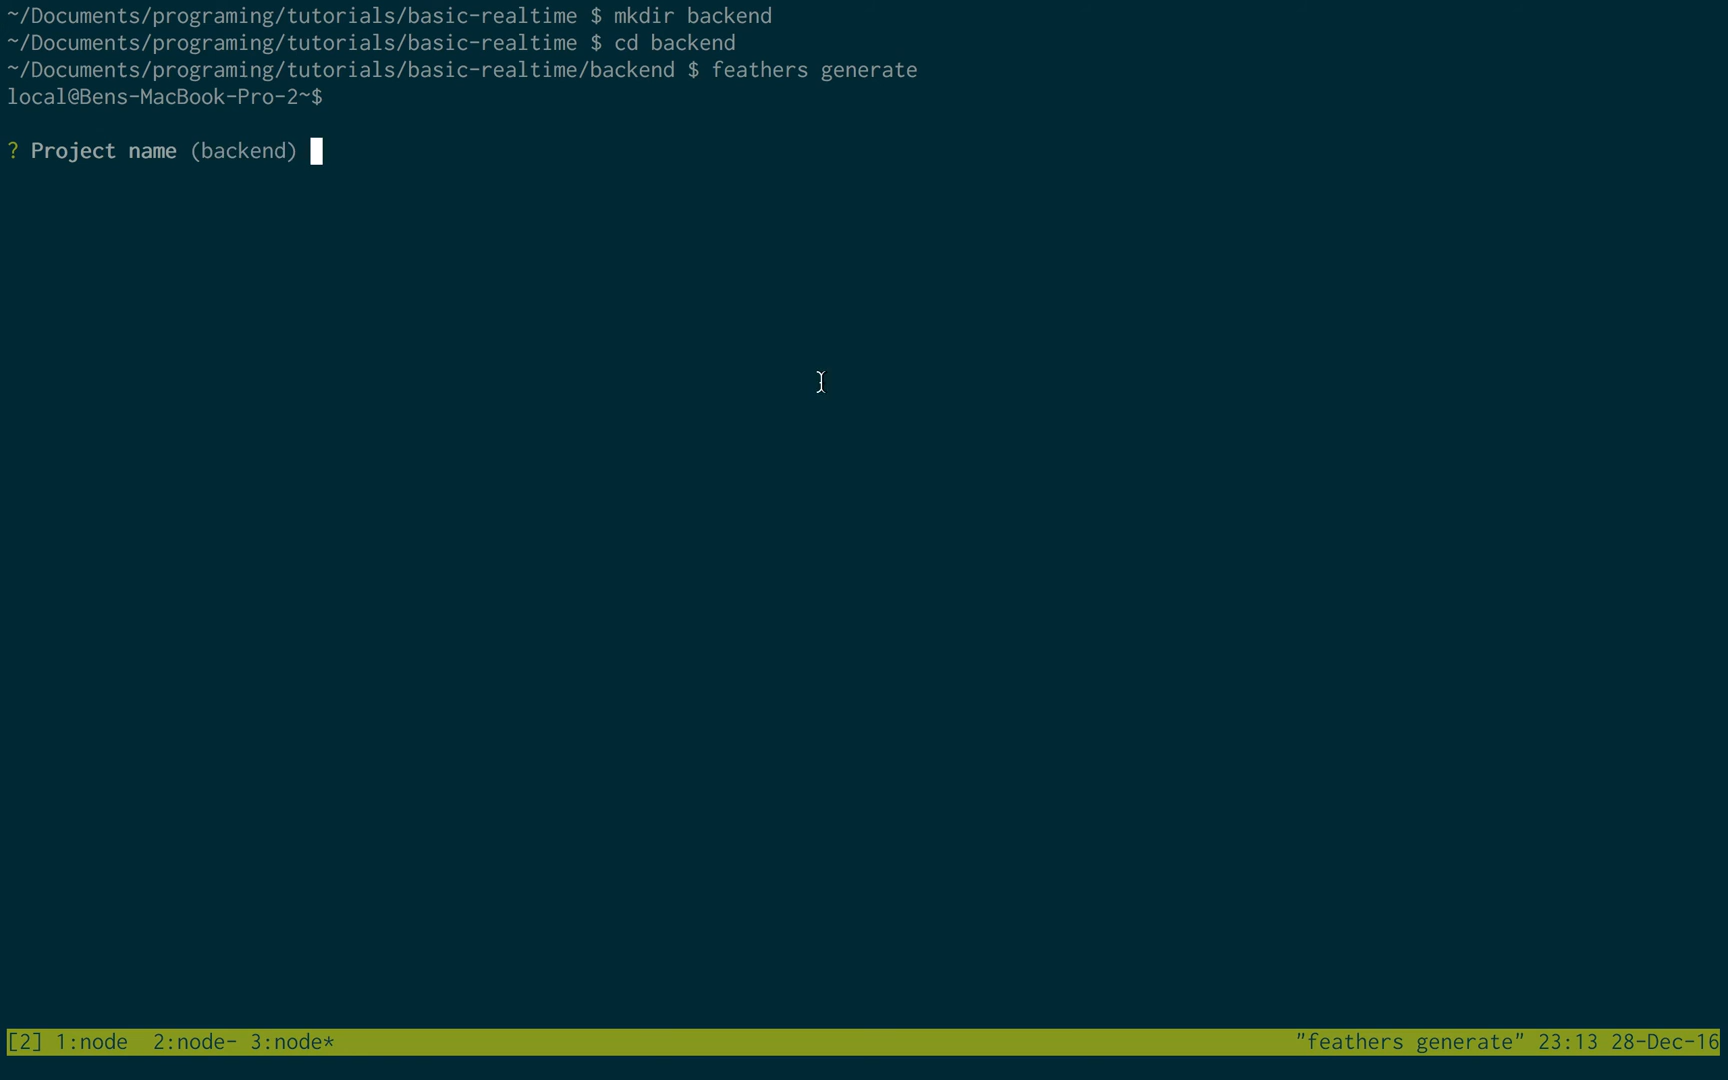 ~/Documents/programing/tutorials/basic-realtime $ mkdir backend
~/Documents/programing/tutorials/basic-realtime $ cd backend
~/Documents/programing/tutorials/basic-realtime/backend $ feathers generate
local@Bens-MacBook-Pro-2~$
? Project name (backend)
[2] 1:node  2:node- 3:node* "feathers generate" 23:13 28-Dec-16